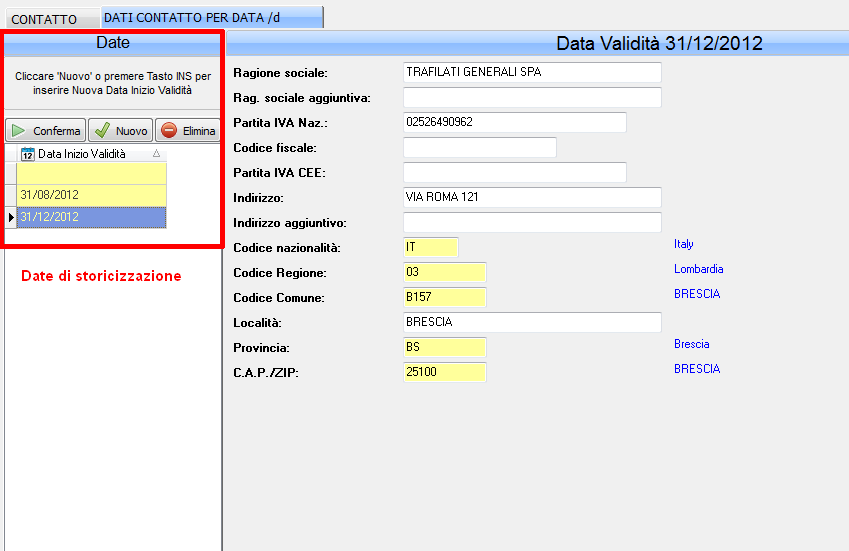 CONTATTO
DATI CONTATTO PER DATA /d
Date
Cliccare 'Nuovo' o premere Tasto INS per
inserire Nuova Data Inizio Validità
Conferma
Nuovo
Elimina
12 Data Inizio Validità
31/08/2012
31/12/2012
Date di storicizzazione
Data Validità 31/12/2012
Ragione sociale: TRAFILATI GENERALI SPA
Rag. sociale aggiuntiva:
Partita IVA Naz.: 02526490962
Codice fiscale:
Partita IVA CEE:
Indirizzo: VIA ROMA 121
Indirizzo aggiuntivo:
Codice nazionalità: IT Italy
Codice Regione: 03 Lombardia
Codice Comune: B157 BRESCIA
Località: BRESCIA
Provincia: BS Brescia
C.A.P./ZIP: 25100 BRESCIA